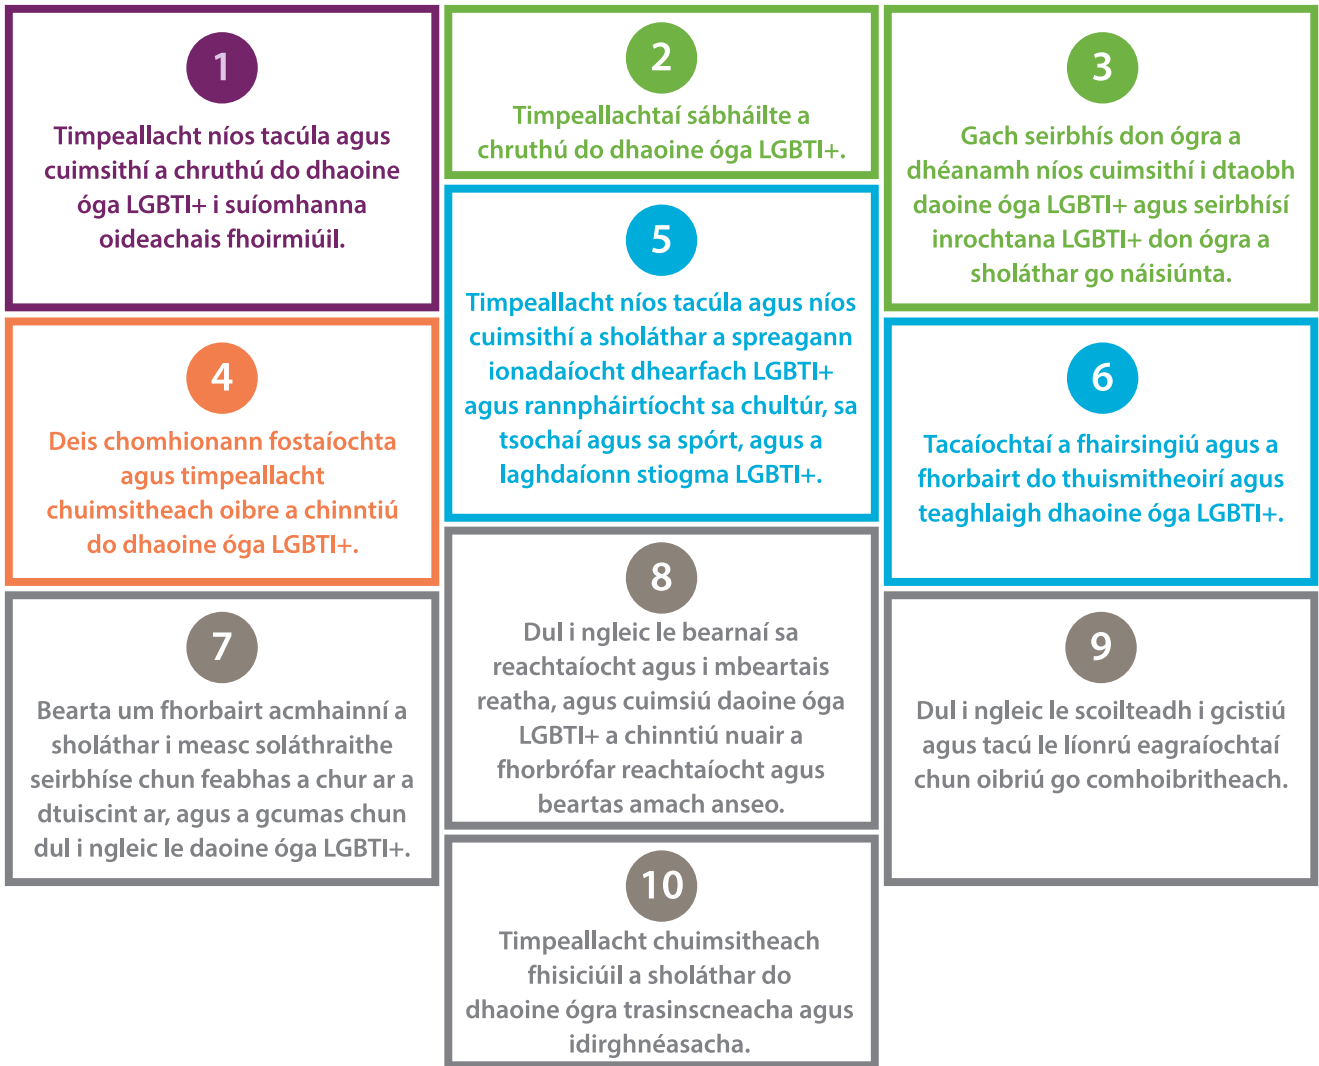 1
Timpeallacht níos tacúla agus
cuimsithí a chruthú do dhaoine
óga LGBTI+ i suíomhanna
oideachais fhoirmiúil.
2
Timpeallachtaí sábháilte a
chruthú do dhaoine óga LGBTI+.
3
Gach seirbhís don ógra a
dhéanamh níos cuimsithí i dtaobh
daoine óga LGBTI+ agus seirbhísí
inrochtana LGBTI+ don ógra a
sholáthar go náisiúnta.
4
Deis chomhionann fostaíochta
agus timpeallacht
chuimsitheach oibre a chinntiú
do dhaoine óga LGBTI+.
5
Timpeallacht níos tacúla agus níos
cuimsithí a sholáthar a spreagann
ionadaíocht dhearfach LGBTI+
agus rannpháirtíocht sa chultúr, sa
tsochaí agus sa spórt, agus a
laghdaíonn stiogma LGBTI+.
6
Tacaíochtaí a fhairsingiú agus a
fhorbairt do thuismitheoirí agus
teaghlaigh dhaoine óga LGBTI+.
7
Bearta um fhorbairt acmhainní a
sholáthar i measc soláthraithe
seirbhíse chun feabhas a chur ar a
dtuiscint ar, agus a gcumas chun
dul i ngleic le daoine óga LGBTI+.
8
Dul i ngleic le bearnaí sa
reachtaíocht agus i mbeartais
reatha, agus cuimsiú daoine óga
LGBTI+ a chinntiú nuair a
fhorbrófar reachtaíocht agus
beartas amach anseo.
9
Dul i ngleic le scoilteadh i gcistiú
agus tacú le líonrú eagraíochtaí
chun oibriú go comhoibritheach.
10
Timpeallacht chuimsitheach
fhisiciúil a sholáthar do
dhaoine ógra trasinscneacha agus
idirghnéasacha.